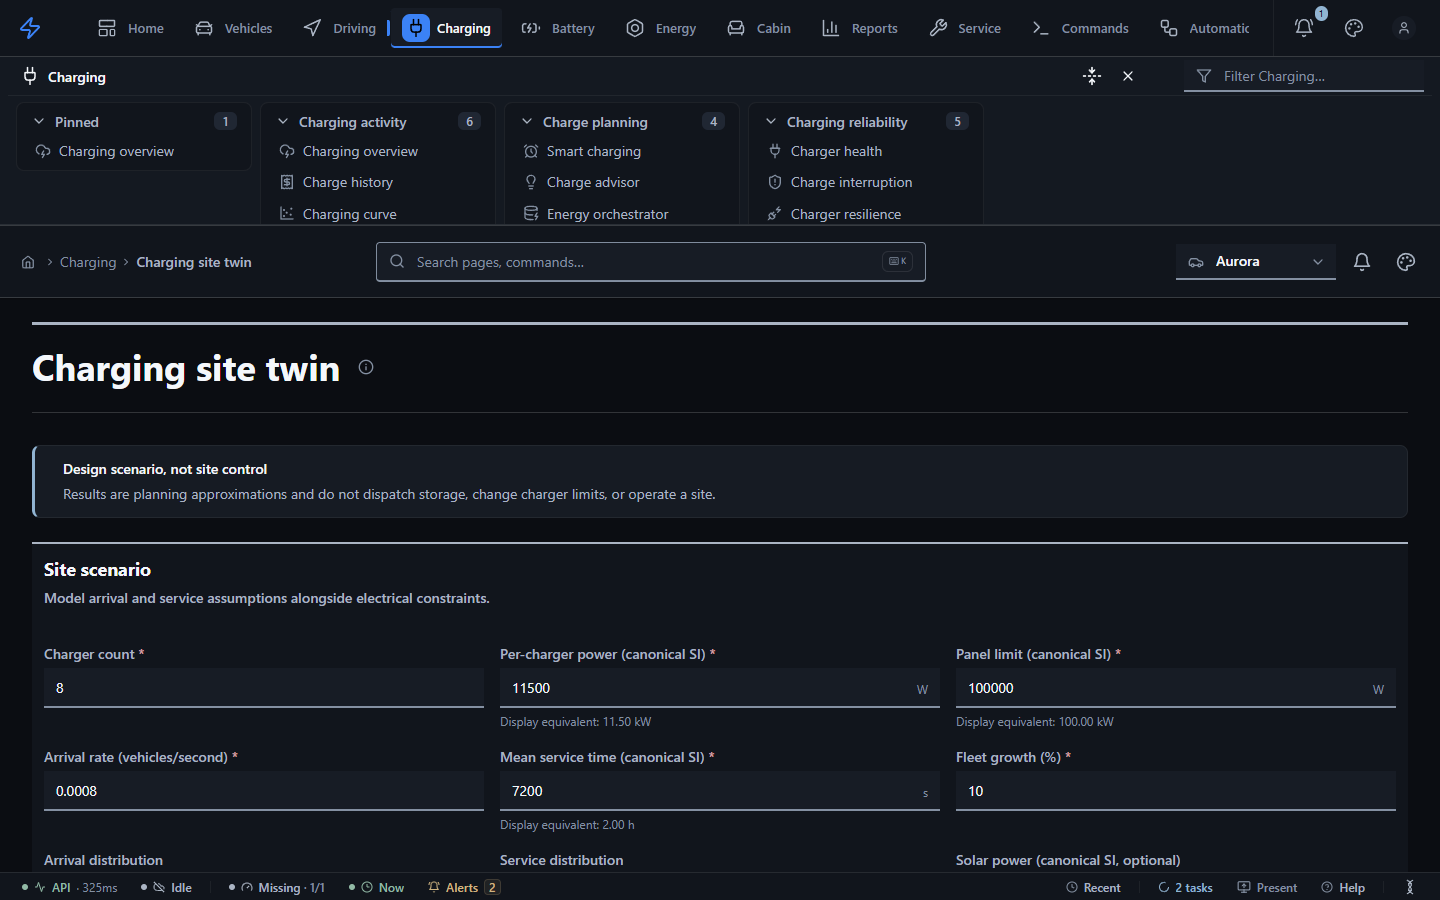 Home
Vehicles
Driving
Charging
Battery
Energy
Cabin
Reports
Service
Commands
Automatic
1
Charging
Filter Charging...
Pinned 1
Charging overview
Charging activity 6
Charging overview
Charge history
Charging curve
Charge planning 4
Smart charging
Charge advisor
Energy orchestrator
Charging reliability 5
Charger health
Charge interruption
Charger resilience
Charging
Charging site twin
Search pages, commands...
K
Aurora
Charging site twin
Design scenario, not site control
Results are planning approximations and do not dispatch storage, change charger limits, or operate a site.
Site scenario
Model arrival and service assumptions alongside electrical constraints.
Charger count *
8
Per-charger power (canonical SI) *
11500 W
Display equivalent: 11.50 kW
Panel limit (canonical SI) *
100000 W
Display equivalent: 100.00 kW
Arrival rate (vehicles/second) *
0.0008
Mean service time (canonical SI) *
7200 s
Display equivalent: 2.00 h
Fleet growth (%) *
10
Arrival distribution
Service distribution
Solar power (canonical SI, optional)
API · 325ms
Idle
Missing · 1/1
Now
Alerts 2
Recent
2 tasks
Present
Help